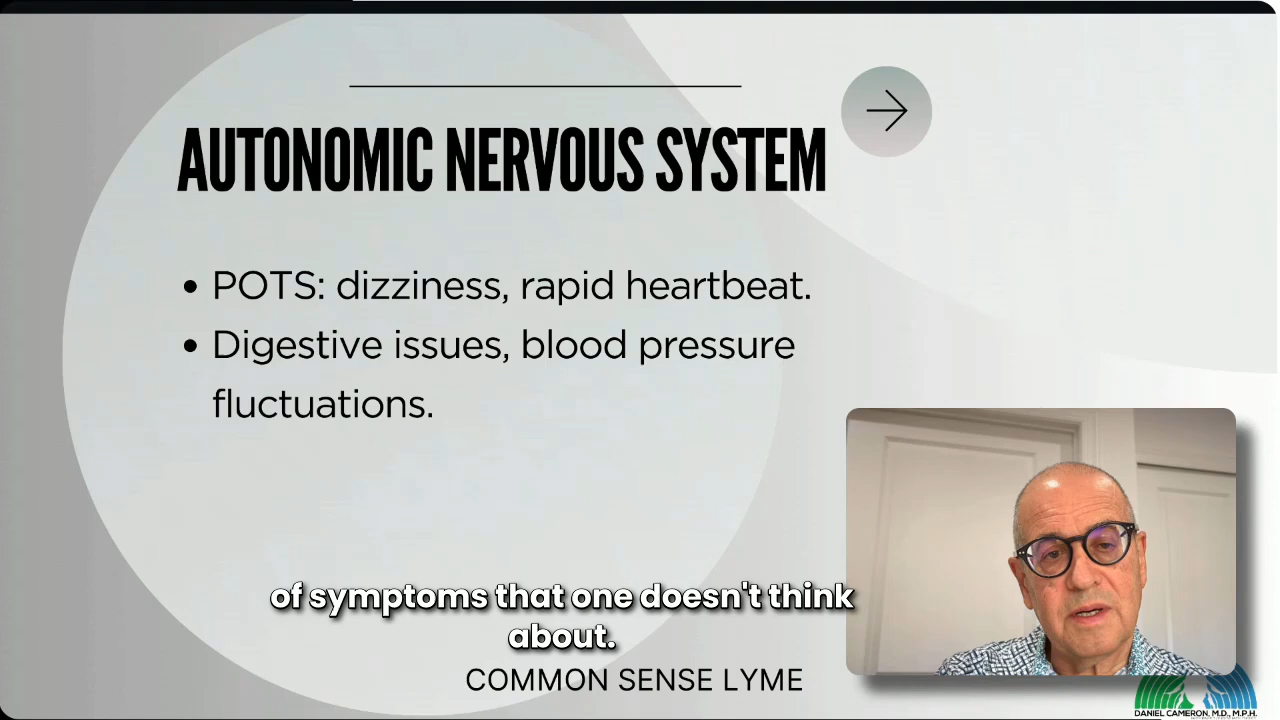 AUTONOMIC NERVOUS SYSTEM
• POTS: dizziness, rapid heartbeat.
• Digestive issues, blood pressure
fluctuations.
of symptoms that one doesn't think
about.
COMMON SENSE LYME
DANIEL CAMERON, M.D., M.P.H.